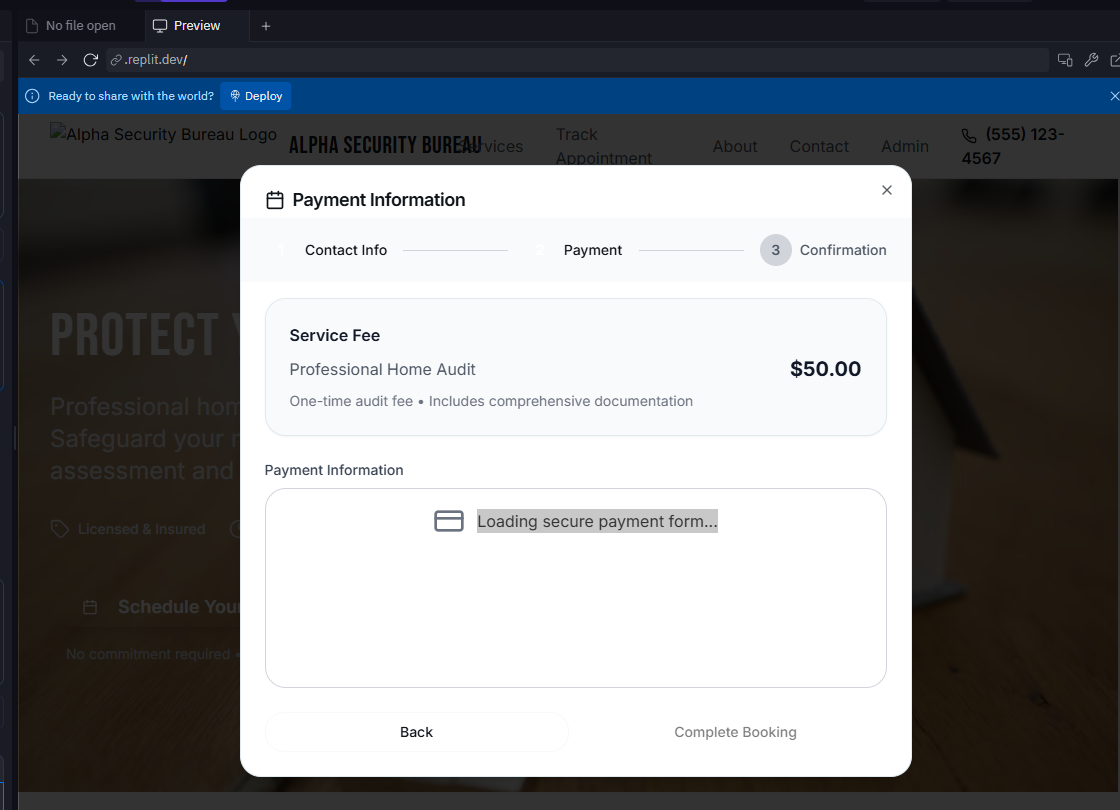 No file open
Preview
.replit.dev/
Ready to share with the world?
Deploy
Alpha Security Bureau Logo
ALPHA SECURITY BUREAU
Services
Track
Appointment
About
Contact
Admin
(555) 123-
4567
Payment Information
1
Contact Info
2
Payment
3
Confirmation
PROTECT
Professional hom
Safeguard your
assessment and
Licensed & Insured
Schedule Your
No commitment required •
Service Fee
Professional Home Audit
$50.00
One-time audit fee • Includes comprehensive documentation
Payment Information
Loading secure payment form...
Back
Complete Booking